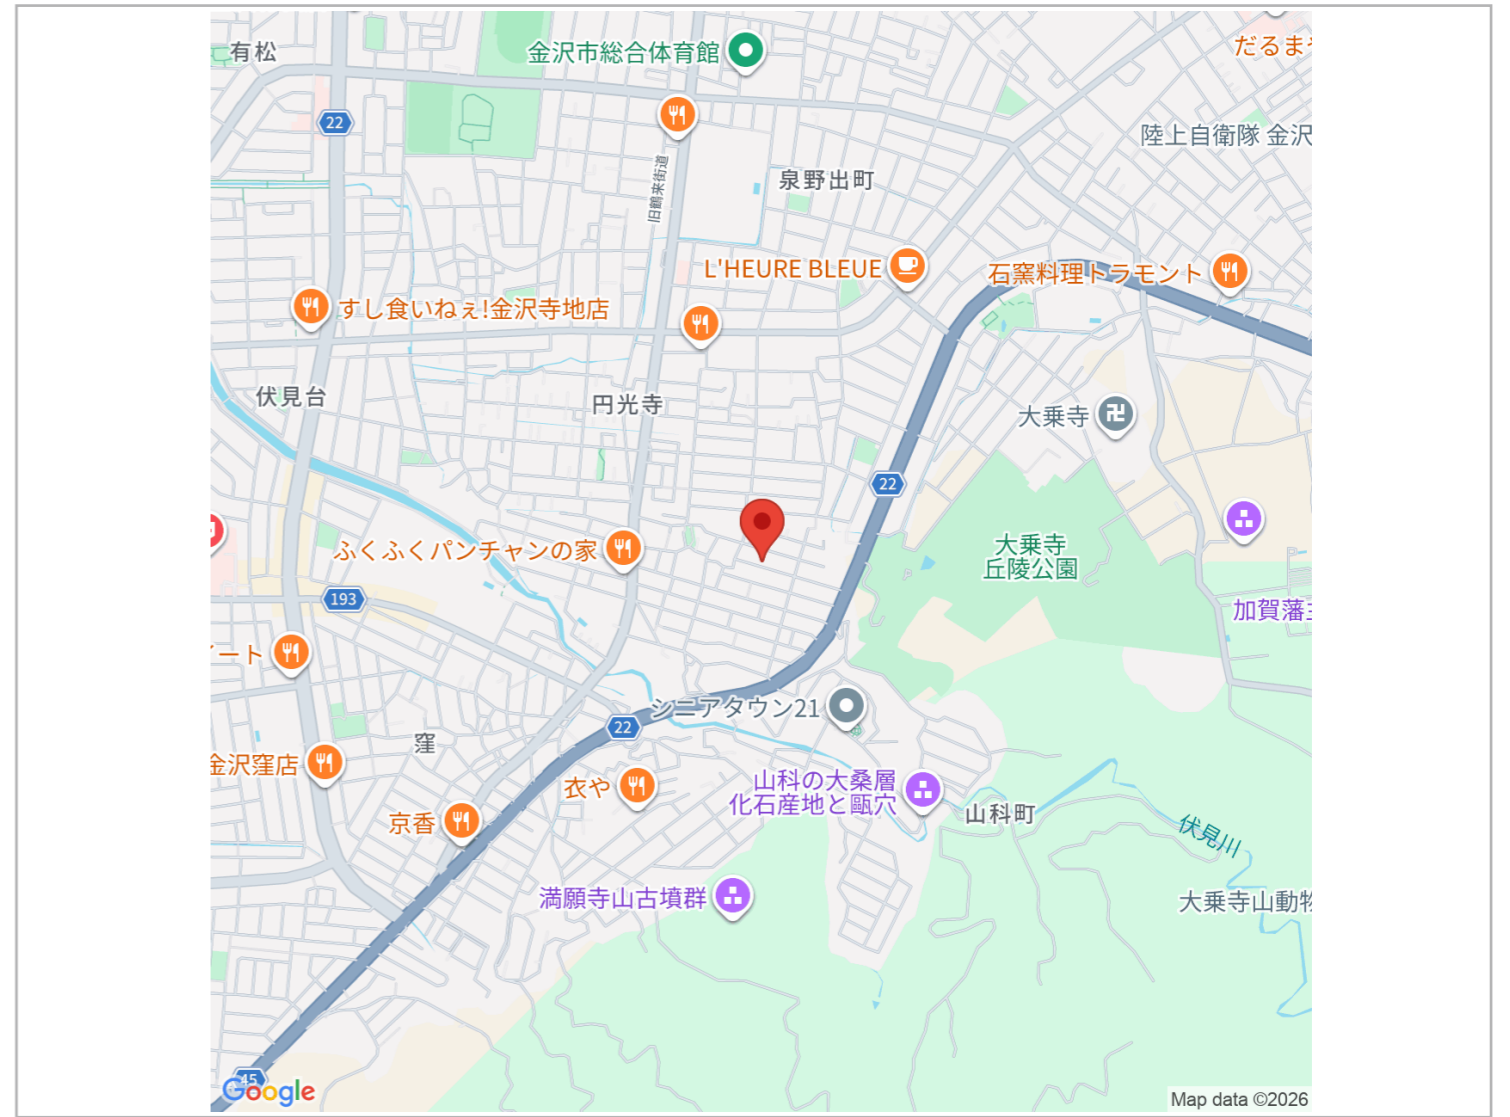 有松
金沢市総合体育館
だるまや
22
陸上自衛隊 金沢
泉野出町
旧鶴来街道
L'HEURE BLEUE
石窯料理トラモント
すし食いねぇ!金沢寺地店
伏見台
円光寺
大乗寺
22
大乗寺
丘陵公園
ふくふくパンチャンの家
193
加賀藩主
イート
シニアタウン21
22
窪
金沢窪店
衣や
山科の大桑層
化石産地と甌穴
京香
山科町
伏見川
満願寺山古墳群
大乗寺山動物
45
Google
Map data ©2026